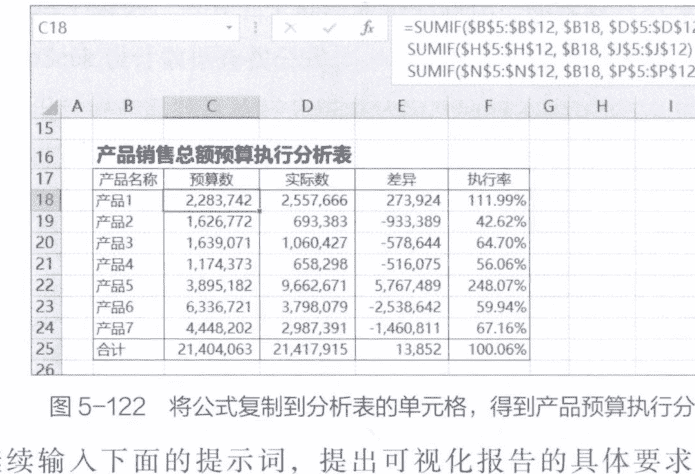 C18 fx =SUMIF($B$5:$B$12, $B18, $D$5:$D$12
SUMIF($H$5:$H$12, $B18, $J$5:$J$12)
SUMIF($N$5:$N$12, $B18, $P$5:$P$12
A B C D E F G H I
15
16 产品销售总额预算执行分析表
17 产品名称 预算数 实际数 差异 执行率
18 产品1 2,283,742 2,557,666 273,924 111.99%
19 产品2 1,626,772 693,383 -933,389 42.62%
20 产品3 1,639,071 1,060,427 -578,644 64.70%
21 产品4 1,174,373 658,298 -516,075 56.06%
22 产品5 3,895,182 9,662,671 5,767,489 248.07%
23 产品6 6,336,721 3,798,079 -2,538,642 59.94%
24 产品7 4,448,202 2,987,391 -1,460,811 67.16%
25 合计 21,404,063 21,417,915 13,852 100.06%
26
图 5-122 将公式复制到分析表的单元格，得到产品预算执行分
续输入下面的提示词，提出可视化报告的具体要求